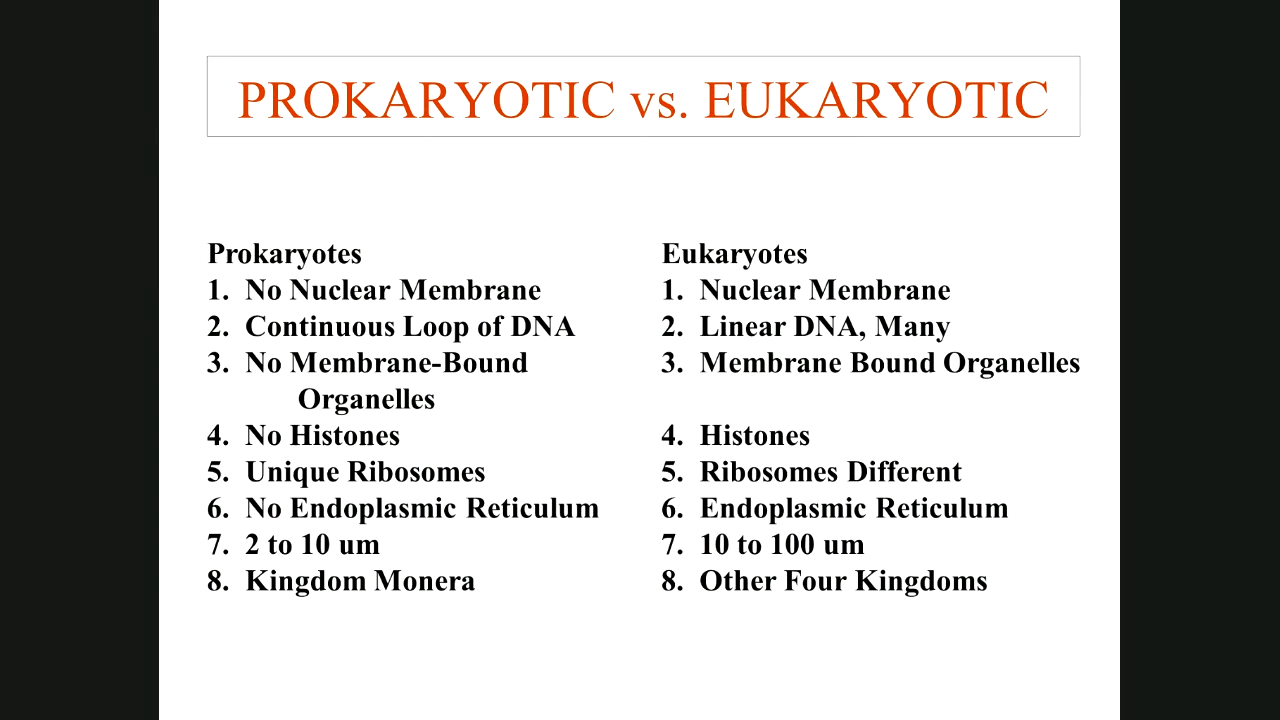 PROKARYOTIC vs. EUKARYOTIC
Prokaryotes
1. No Nuclear Membrane
2. Continuous Loop of DNA
3. No Membrane-Bound
Organelles
4. No Histones
5. Unique Ribosomes
6. No Endoplasmic Reticulum
7. 2 to 10 um
8. Kingdom Monera
Eukaryotes
1. Nuclear Membrane
2. Linear DNA, Many
3. Membrane Bound Organelles
4. Histones
5. Ribosomes Different
6. Endoplasmic Reticulum
7. 10 to 100 um
8. Other Four Kingdoms